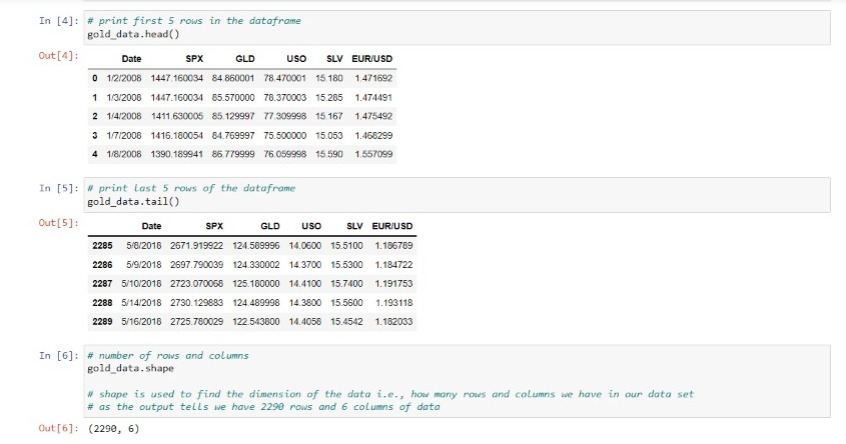 In [4]: # print first 5 rows in the dataframe
gold_data.head()
Out[4]:
Date SPX GLD USO SLV EUR/USD
0 1/2/2008 1447.160034 84.860001 78.470001 15.180 1.471692
1 1/3/2008 1447.160034 85.570000 78.370003 15.285 1.474491
2 1/4/2008 1411.630005 85.129997 77.309998 15.167 1.475492
3 1/7/2008 1416.180054 84.769997 75.500000 15.053 1.468299
4 1/8/2008 1390.189941 86.779999 76.059998 15.590 1.557099
In [5]: # print last 5 rows of the dataframe
gold_data.tail()
Out[5]:
Date SPX GLD USO SLV EUR/USD
2285 5/8/2018 2671.919922 124.589996 14.0600 15.5100 1.186789
2286 5/9/2018 2697.790039 124.330002 14.3700 15.5300 1.184722
2287 5/10/2018 2723.070068 125.180000 14.4100 15.7400 1.191753
2288 5/14/2018 2730.129883 124.489998 14.3800 15.5600 1.193118
2289 5/16/2018 2725.780029 122.543800 14.4058 15.4542 1.182033
In [6]: # number of rows and columns
gold_data.shape
# shape is used to find the dimension of the data i.e., how many rows and columns we have in our data set
# as the output tells we have 2290 rows and 6 columns of data
Out[6]: (2290, 6)